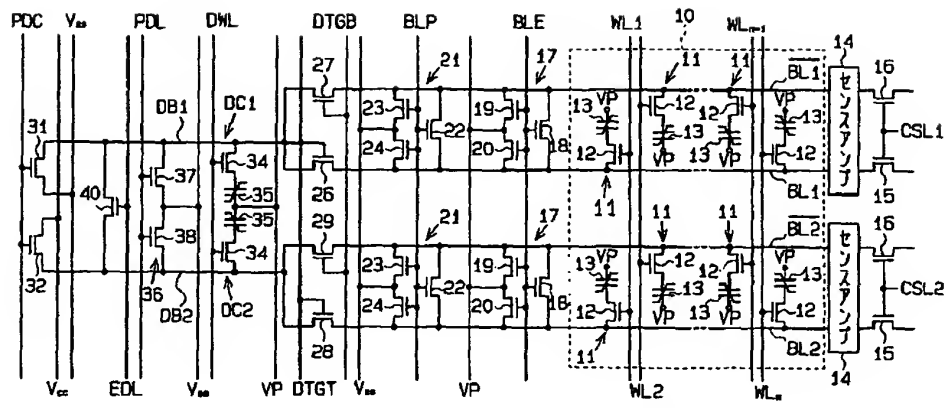 PDC Vss PDL DWL DTGB BLP BLE WL1 10 WLn-1 14
27 21 17 11 11 16
DB1 DC1 BL1
31 23 19 13 VP 12 12 VP 13 CSL1
34 22 18 13 13
40 37 24 20 12 12
35 26 VP VP センスアンプ
35 29 11 BL1 15
38 34 21 17 11 11 BL2 16
32 36 23 19 13 VP 12 12 VP 13 CSL2
DB2 DC2 22 18 13 13
24 20 12 VP VP 12 センスアンプ
28 11 BL2 15
14
Vcc EDL Vss VP DTGT Vss VP WL2 WLn